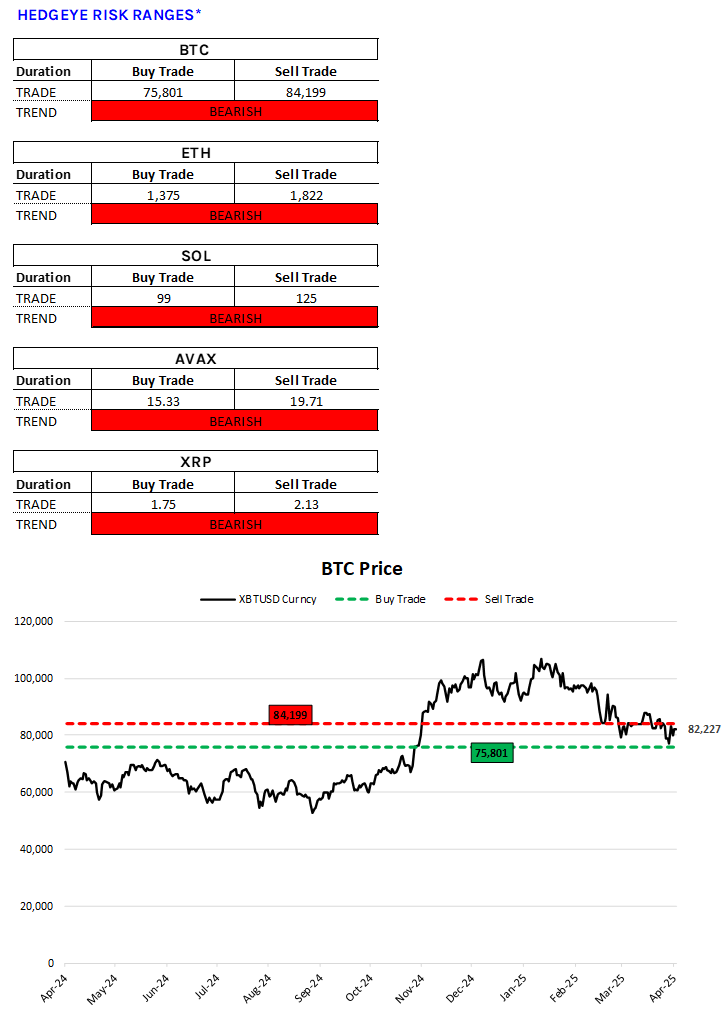 HEDGEYE RISK RANGES*
BTC
Duration Buy Trade Sell Trade
TRADE 75,801 84,199
TREND BEARISH
ETH
Duration Buy Trade Sell Trade
TRADE 1,375 1,822
TREND BEARISH
SOL
Duration Buy Trade Sell Trade
TRADE 99 125
TREND BEARISH
AVAX
Duration Buy Trade Sell Trade
TRADE 15.33 19.71
TREND BEARISH
XRP
Duration Buy Trade Sell Trade
TRADE 1.75 2.13
TREND BEARISH
BTC Price
XBTUSD Curncy Buy Trade Sell Trade
120,000
100,000
84,199
80,000
82,227
75,801
60,000
40,000
20,000
0
Apr-24 May-24 Jun-24 Jul-24 Aug-24 Sep-24 Oct-24 Nov-24 Dec-24 Jan-25 Feb-25 Mar-25 Apr-25